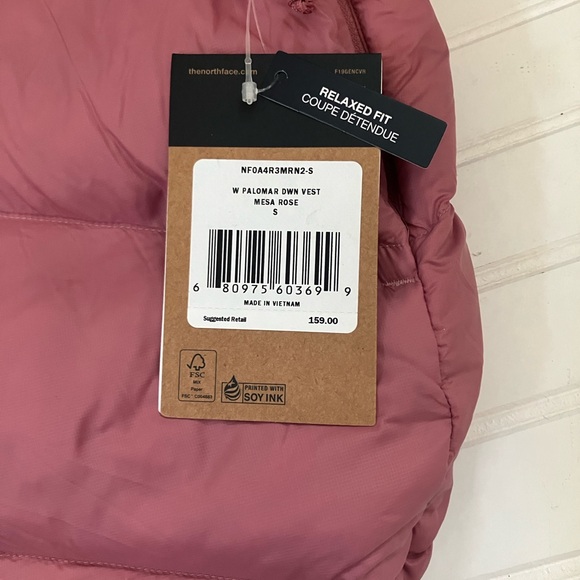 thenorthface.com
F18GENCVR
RELAXED FIT
COUPE DÉTENDUE
NF0A4R3MRN2-S
W PALOMAR DWN VEST
MESA ROSE
S
6 80975 60369 9
MADE IN VIETNAM
Suggested Retail 159.00
FSC
MIX
Paper
PRINTED WITH
SOY INK